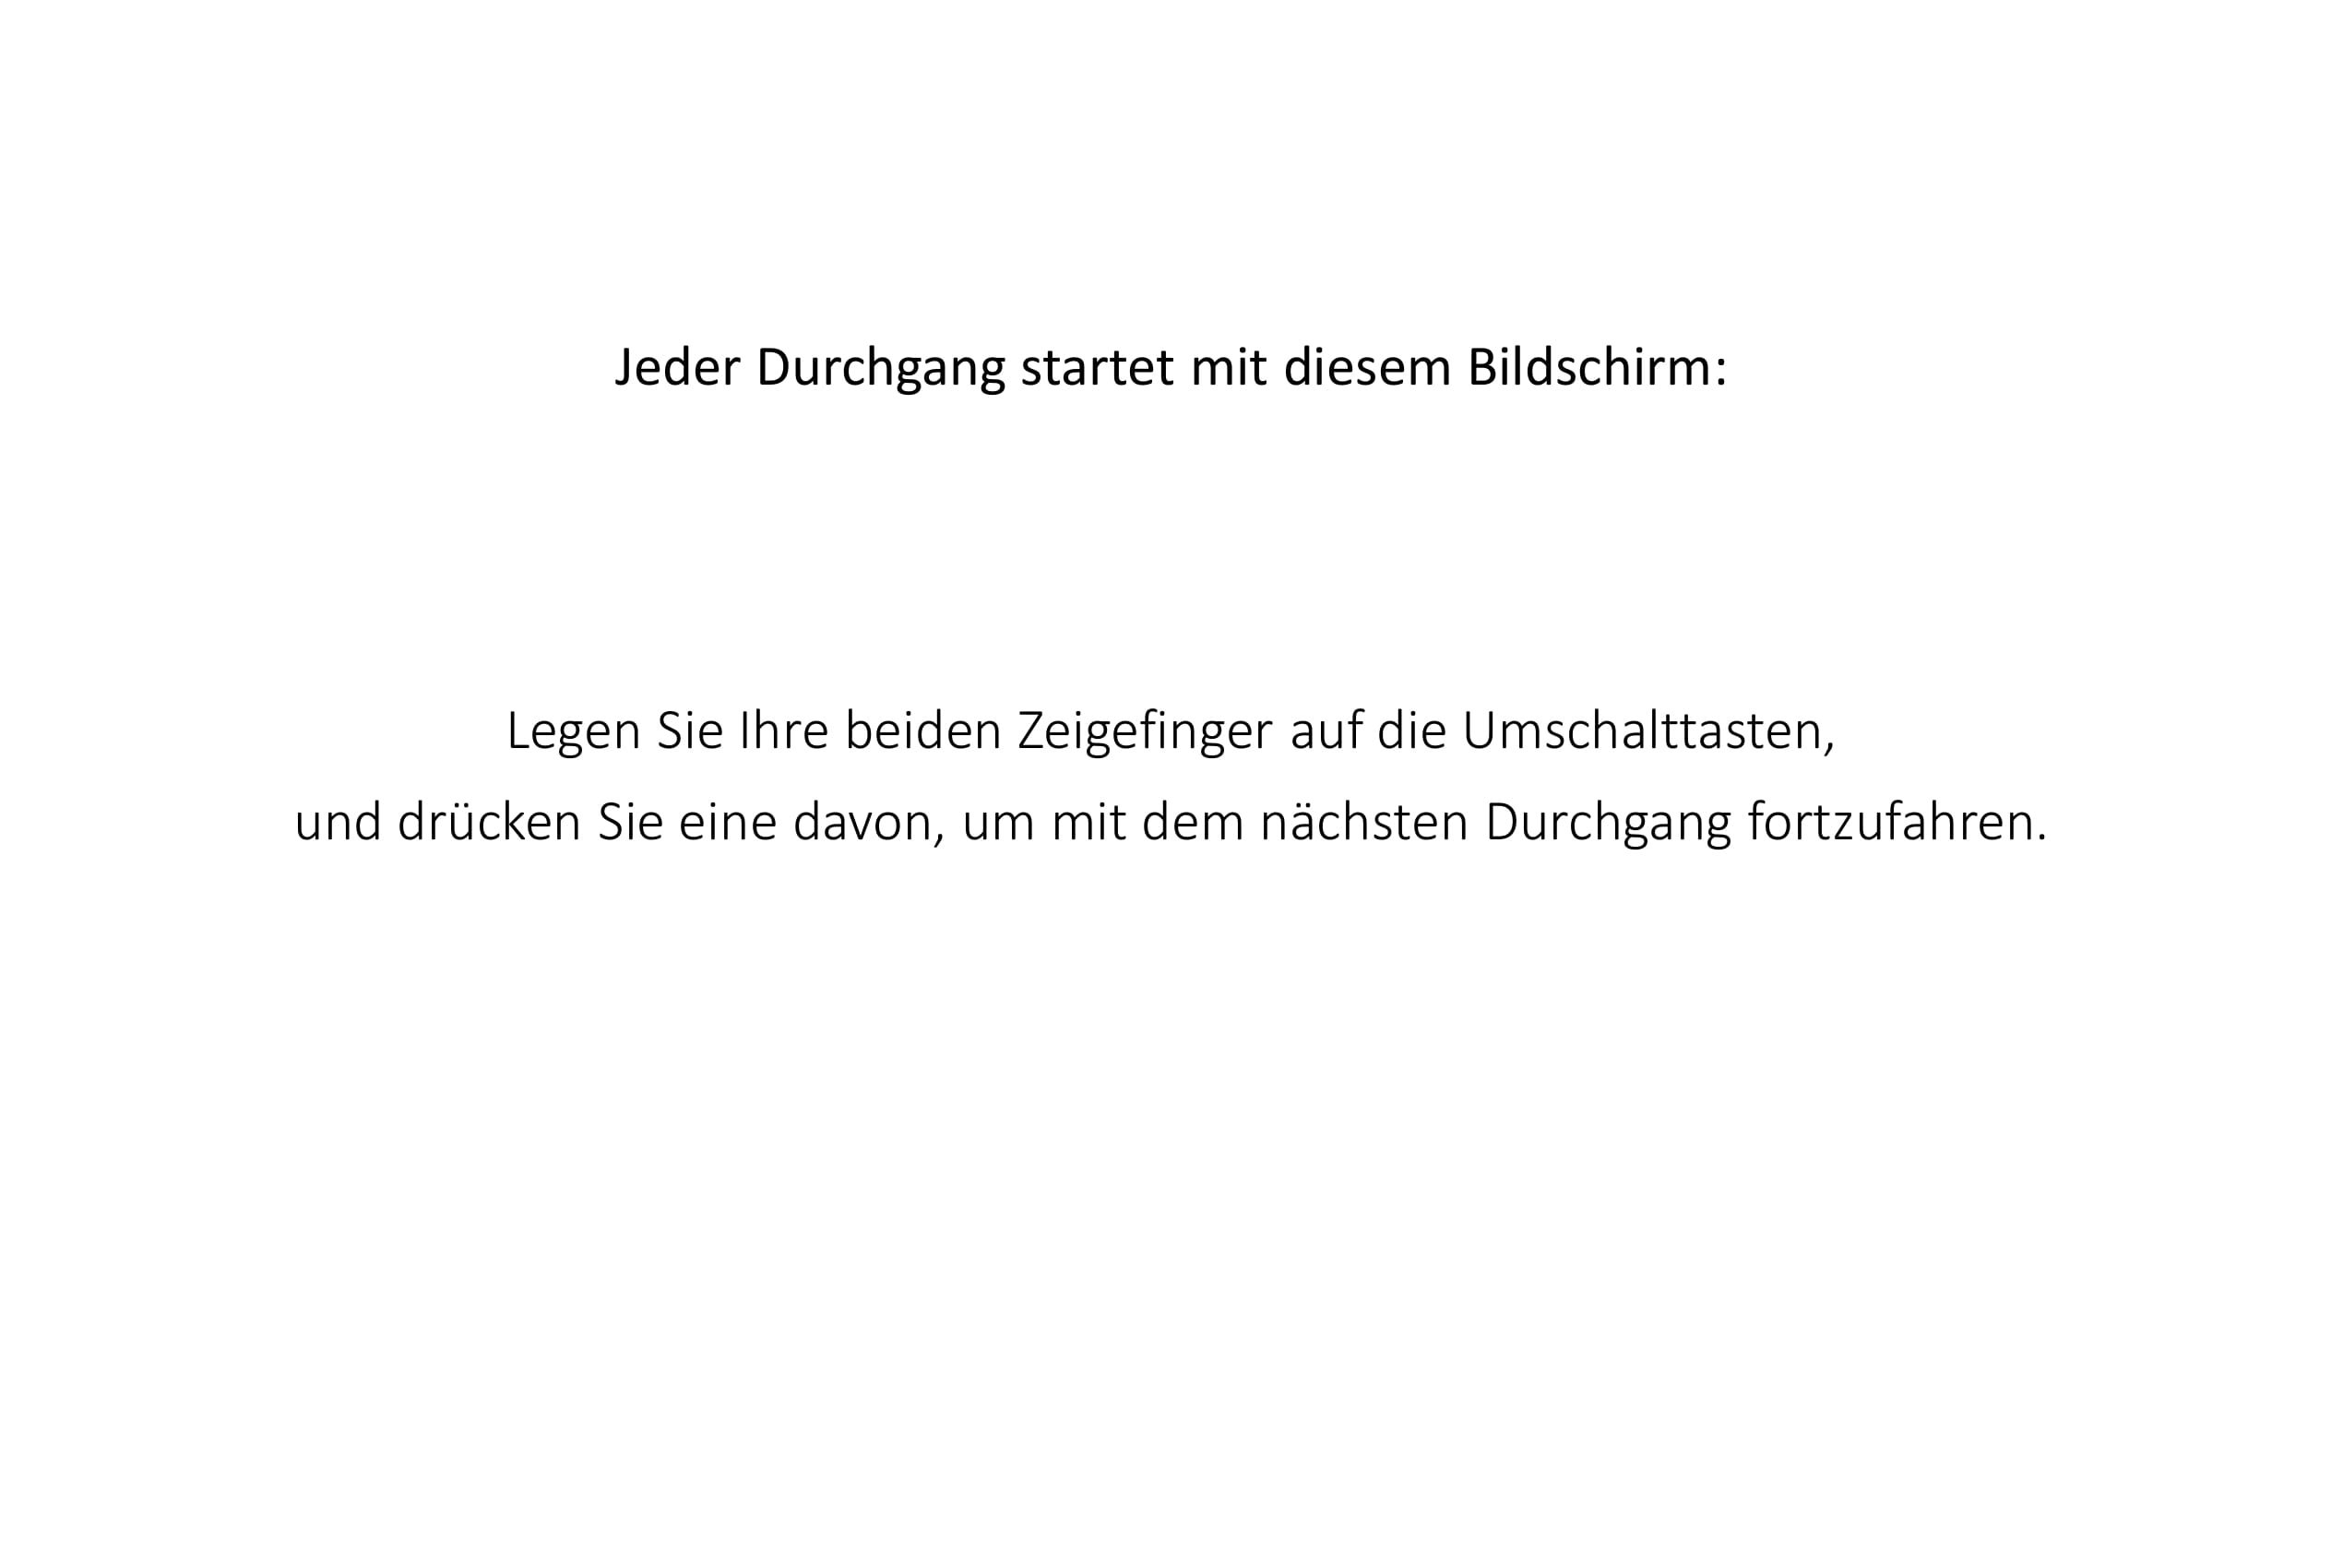 Jeder Durchgang startet mit diesem Bildschirm:
Legen Sie Ihre beiden Zeigefinger auf die Umschalttasten,
und drücken Sie eine davon, um mit dem nächsten Durchgang fortzufahren.